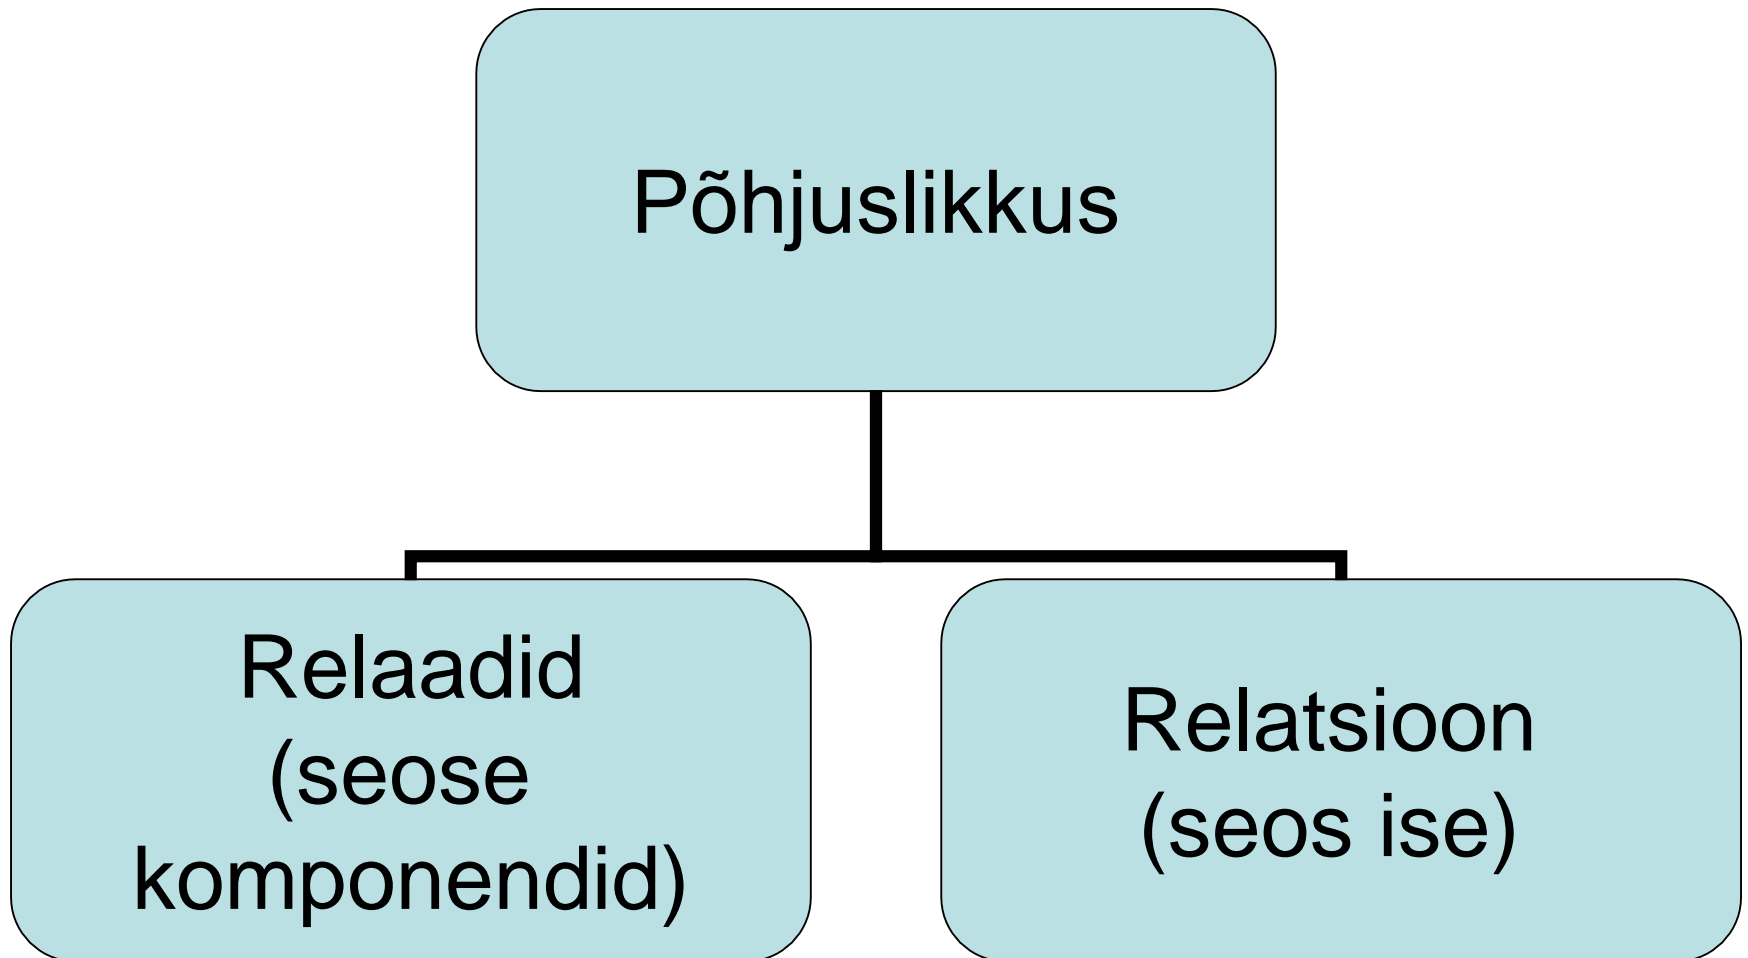 Põhjuslikkus
Relaadid
(seose
komponendid)
Relatsioon
(seos ise)